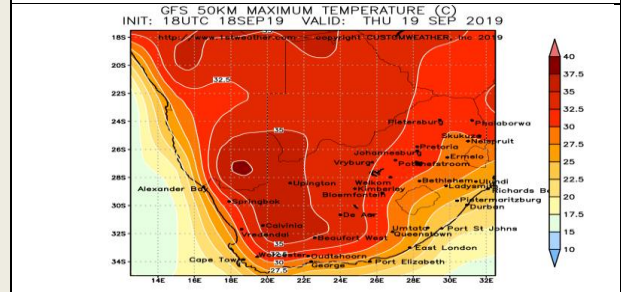 GFS 50KM MAXIMUM TEMPERATURE (C)
INIT: 18UTC 18SEP19 VALID: THU 19 SEP 2019
http://www.1stweather.com copyright CUSTOMWEATHER, Inc 2019
18S
20S
22S
24S
26S
28S
30S
32S
34S
32.5
35
35
30
27.5
Pietersburg
Phalaborwa
Skukuza
Nelspruit
Pretoria
Johannesburg
Ermelo
Vryburg
Potchefstroom
Welkom
Bethlehem
Ulundi
Alexander Bay
Upington
Kimberley
Ladysmith
Richards B
Bloemfontein
Springbok
Pietermaritzburg
De Aar
Durban
Calvinia
Vredendal
Umtata
Port St Johns
Beaufort West
Queenstown
East London
Oudtshoorn
Cape Town
George
Port Elizabeth
14E 16E 18E 20E 22E 24E 26E 28E 30E 32E
40
37.5
35
32.5
30
27.5
25
22.5
20
17.5
15
10